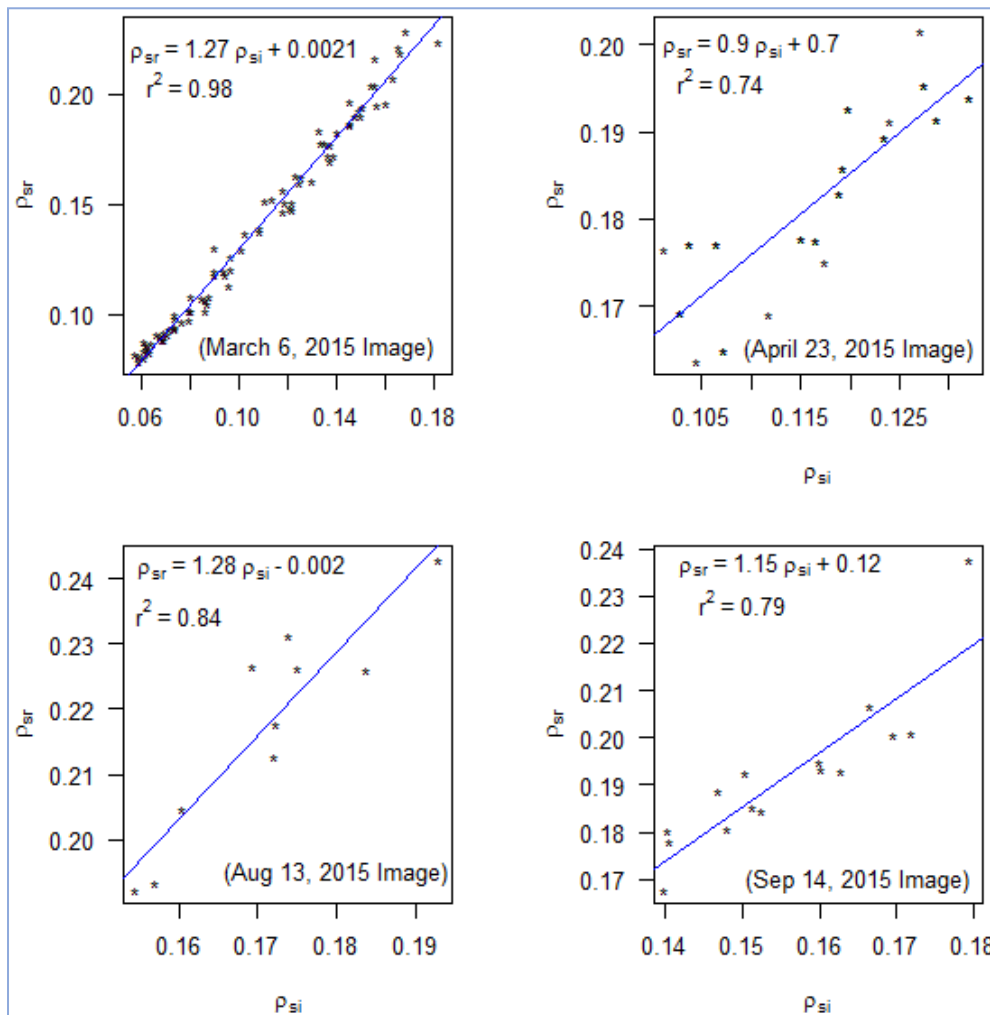 ρsr = 1.27 ρsi + 0.0021
r² = 0.98
0.20
0.15
0.10
ρsr
(March 6, 2015 Image)
0.06 0.10 0.14 0.18
ρsr = 0.9 ρsi + 0.7
r² = 0.74
0.20
0.19
0.18
0.17
ρsr
(April 23, 2015 Image)
0.105 0.115 0.125
ρsi
ρsr = 1.28 ρsi - 0.002
r² = 0.84
0.24
0.23
0.22
0.21
0.20
ρsr
(Aug 13, 2015 Image)
0.16 0.17 0.18 0.19
ρsi
ρsr = 1.15 ρsi + 0.12
r² = 0.79
0.24
0.23
0.22
0.21
0.20
0.19
0.18
0.17
ρsr
(Sep 14, 2015 Image)
0.14 0.15 0.16 0.17 0.18
ρsi